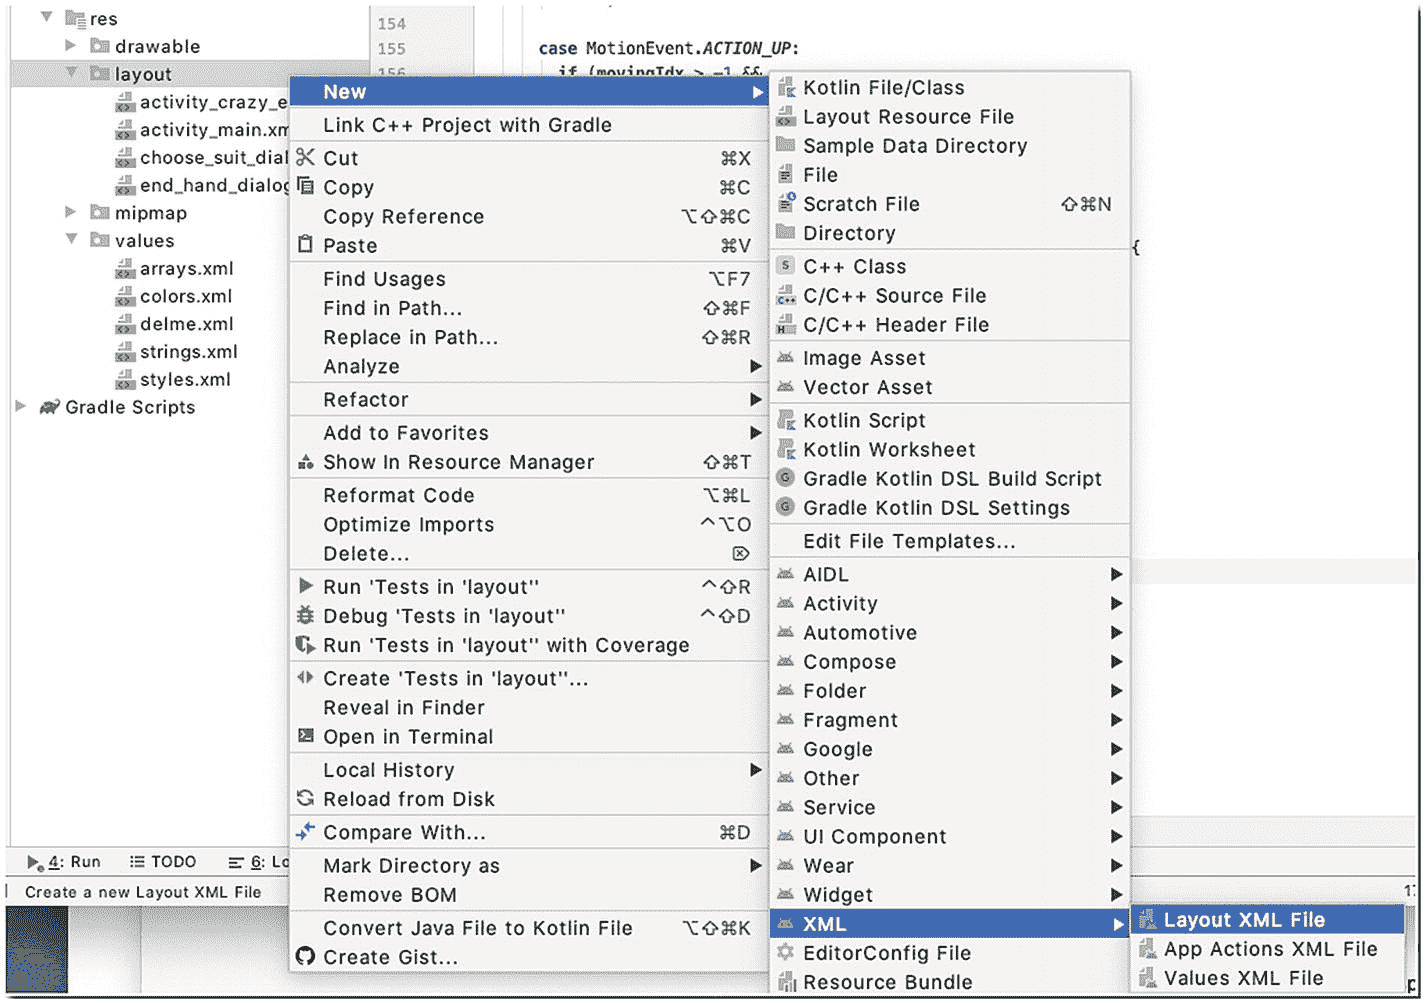 res
drawable
layout
activity_crazy_e
activity_main.xm
choose_suit_dial
end_hand_dialog
mipmap
values
arrays.xml
colors.xml
delme.xml
strings.xml
styles.xml
Gradle Scripts
154
155
156
case MotionEvent.ACTION_UP:
if (movingIdx > -1 &&
{
New
Link C++ Project with Gradle
Cut ⌘X
Copy ⌘C
Copy Reference ⌥⇧⌘C
Paste ⌘V
Find Usages ⌥F7
Find in Path... ⇧⌘F
Replace in Path... ⇧⌘R
Analyze
Refactor
Add to Favorites
Show In Resource Manager ⇧⌘T
Reformat Code ⌥⌘L
Optimize Imports ^⌥O
Delete... ⌦
Run 'Tests in 'layout'' ^⇧R
Debug 'Tests in 'layout'' ^⇧D
Run 'Tests in 'layout'' with Coverage
Create 'Tests in 'layout''...
Reveal in Finder
Open in Terminal
Local History
Reload from Disk
Compare With... ⌘D
Mark Directory as
Remove BOM
Convert Java File to Kotlin File ⌥⇧⌘K
Create Gist...
Kotlin File/Class
Layout Resource File
Sample Data Directory
File
Scratch File ⇧⌘N
Directory
S C++ Class
C++ C/C++ Source File
H C/C++ Header File
Image Asset
Vector Asset
Kotlin Script
Kotlin Worksheet
G Gradle Kotlin DSL Build Script
G Gradle Kotlin DSL Settings
Edit File Templates...
AIDL
Activity
Automotive
Compose
Folder
Fragment
Google
Other
Service
UI Component
Wear
Widget
XML
EditorConfig File
Resource Bundle
Layout XML File
App Actions XML File
Values XML File
4: Run TODO 6: Lo
Create a new Layout XML File